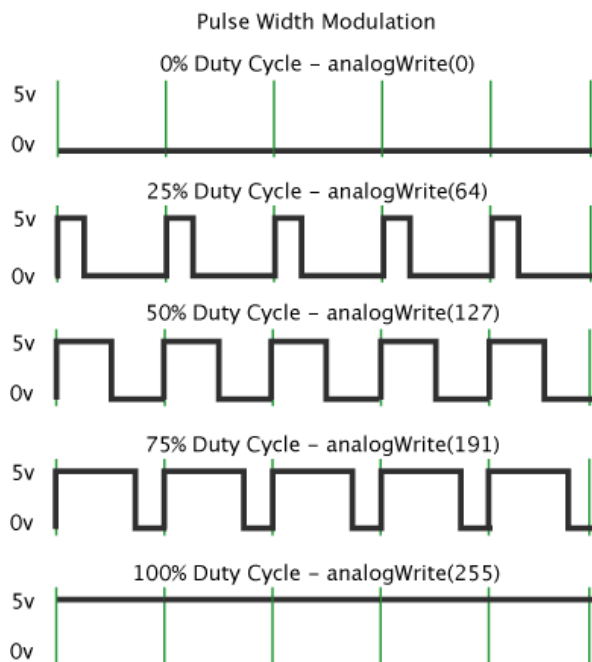 Pulse Width Modulation
0% Duty Cycle – analogWrite(0)
5v
0v
25% Duty Cycle – analogWrite(64)
5v
0v
50% Duty Cycle – analogWrite(127)
5v
0v
75% Duty Cycle – analogWrite(191)
5v
0v
100% Duty Cycle – analogWrite(255)
5v
0v